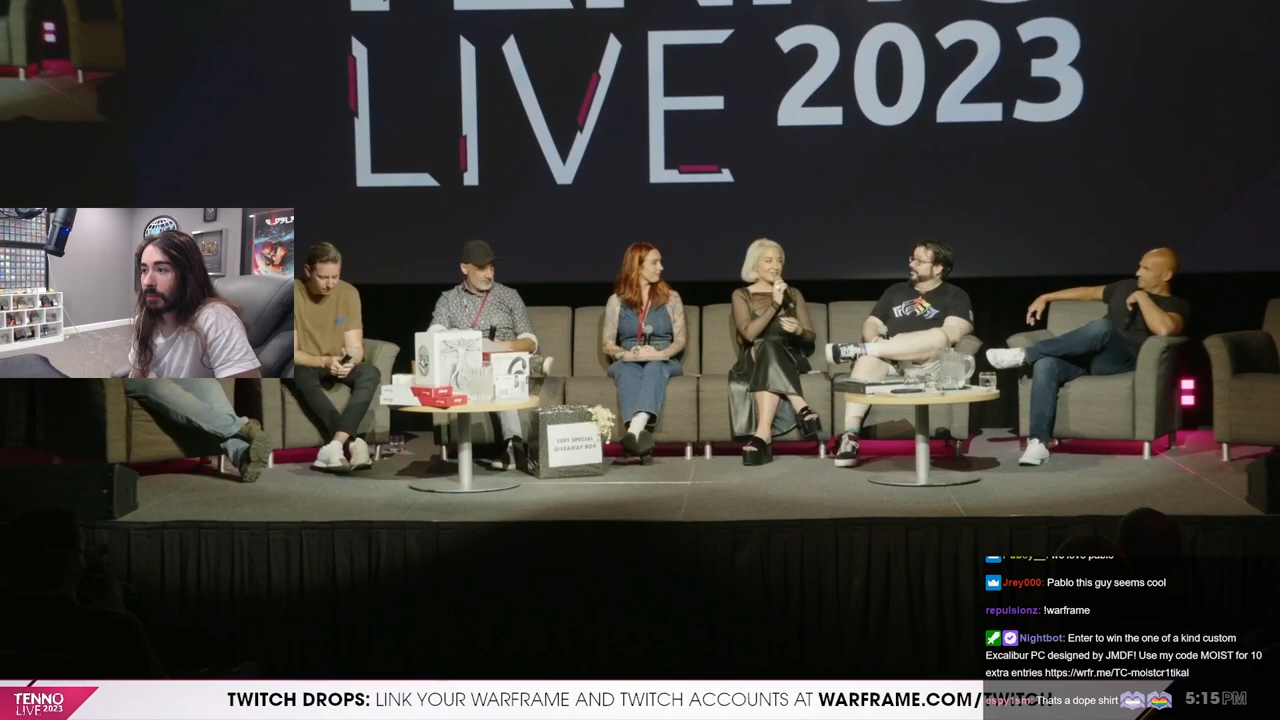 LIVE 2023
VERY SPECIAL
GIVEAWAY BOX
we love pablo
Jrey000: Pablo this guy seems cool
repulsionz: !warframe
Nightbot: Enter to win the one of a kind custom
Excalibur PC designed by JMDF! Use my code MOIST for 10
extra entries https://wrfr.me/TC-moistcr1tikal
Thats a dope shirt
TENNO
LIVE 2023
TWITCH DROPS: LINK YOUR WARFRAME AND TWITCH ACCOUNTS AT WARFRAME.COM/TWITCH
5:15 PM